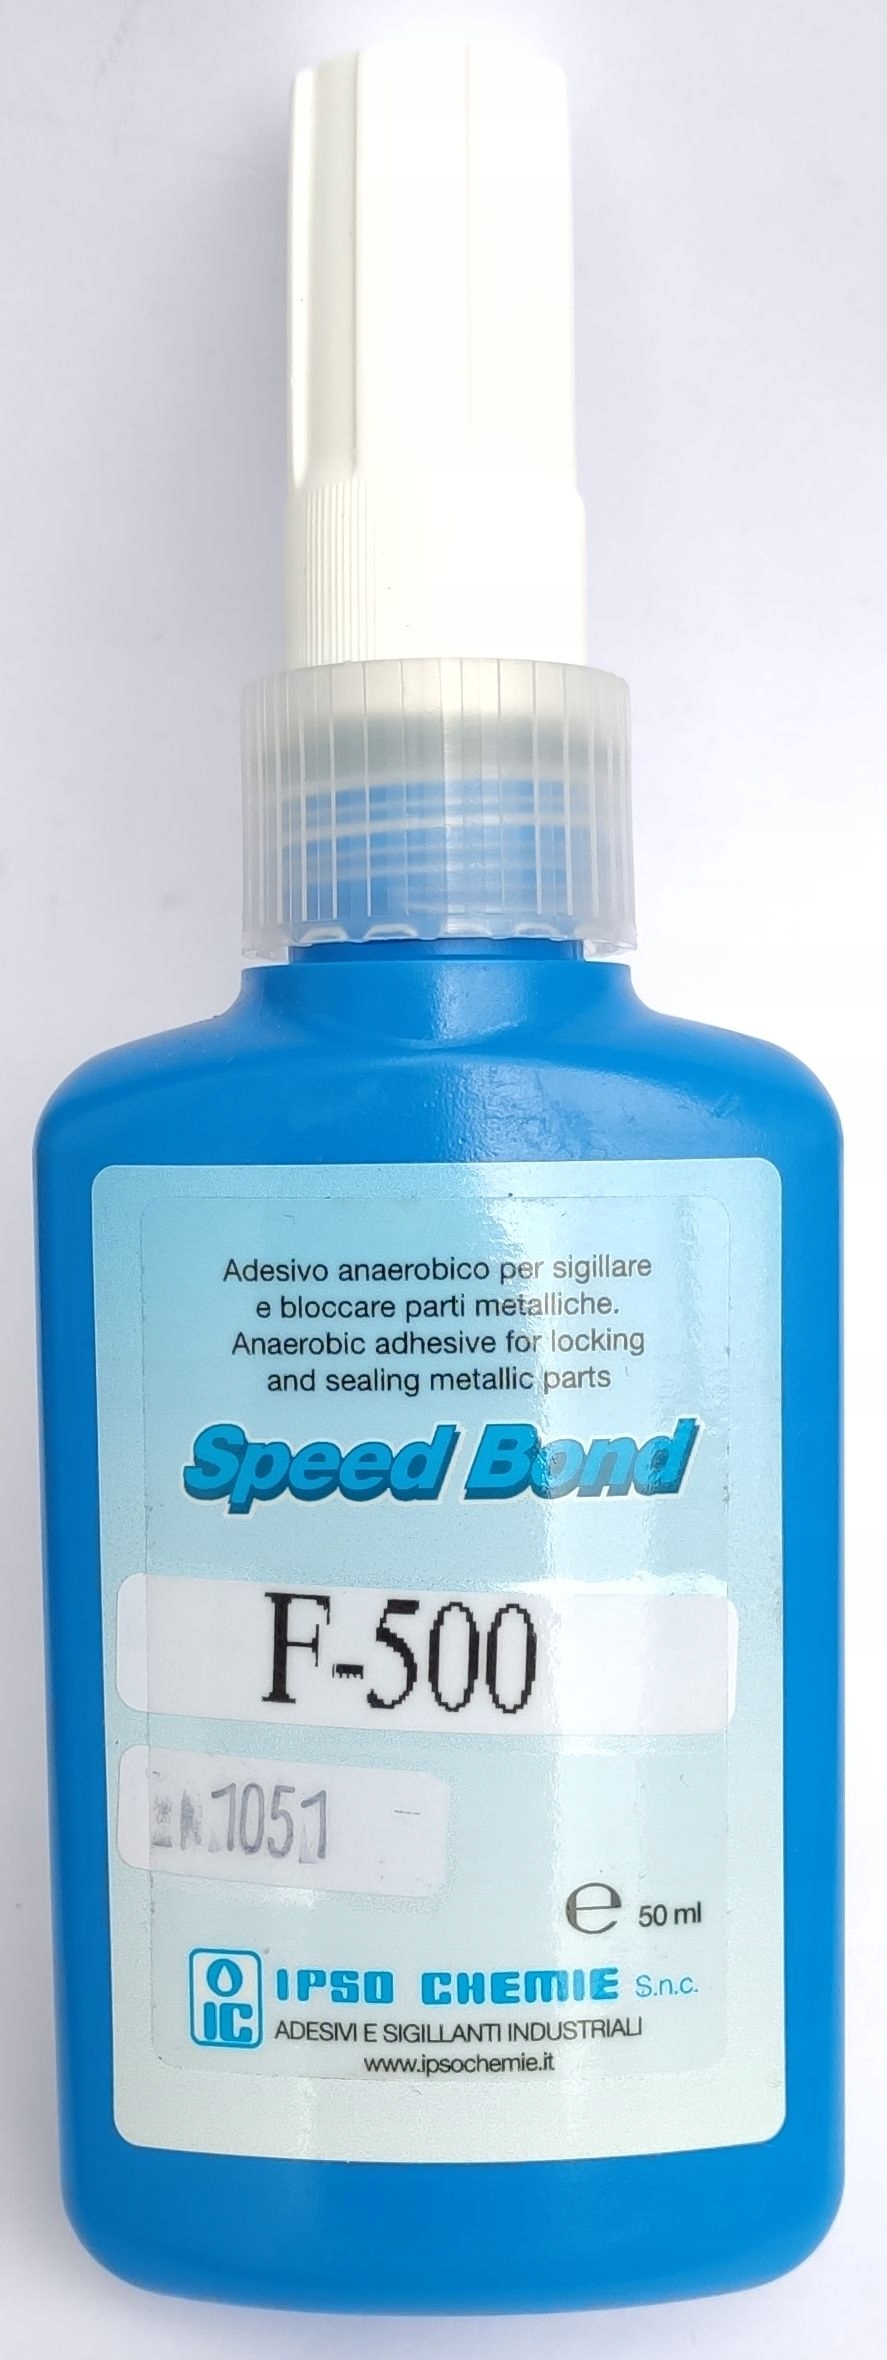 Adesivo anaerobico per sigillare
e bloccare parti metalliche.
Anaerobic adhesive for locking
and sealing metallic parts
Speed Bond
F-500
1051
e 50 ml
IC
IPSO CHEMIE S.n.c.
ADESIVI E SIGILLANTI INDUSTRIALI
www.ipsochemie.it